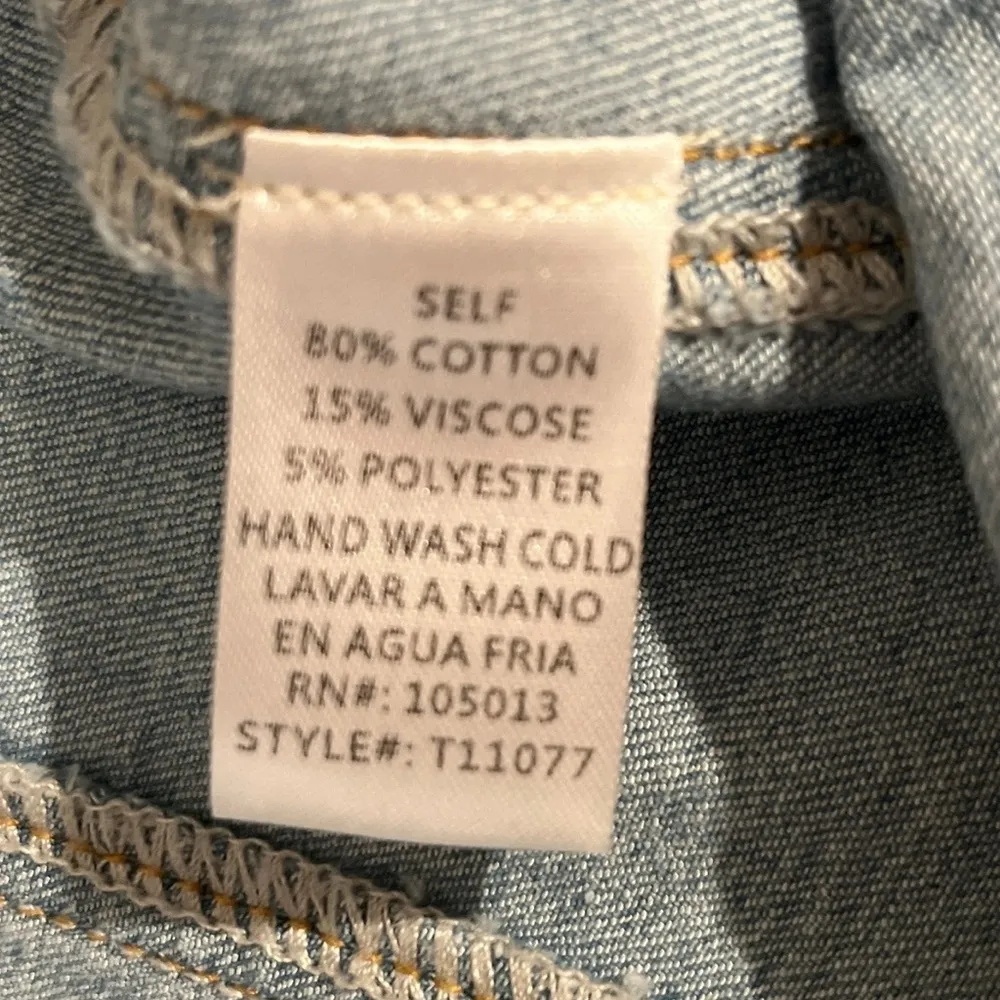 SELF
80% COTTON
15% VISCOSE
5% POLYESTER
HAND WASH COLD
LAVAR A MANO
EN AGUA FRIA
RN#: 105013
STYLE#: T11077